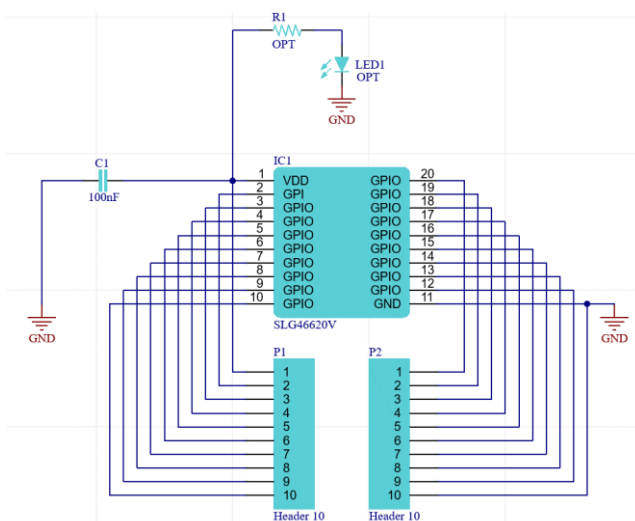 R1
OPT
LED1
OPT
GND
C1
100nF
IC1
1 VDD GPIO 20
2 GPI GPIO 19
3 GPIO GPIO 18
4 GPIO GPIO 17
5 GPIO GPIO 16
6 GPIO GPIO 15
7 GPIO GPIO 14
8 GPIO GPIO 13
9 GPIO GPIO 12
10 GPIO GND 11
SLG46620V
GND
GND
P1 P2
1 1
2 2
3 3
4 4
5 5
6 6
7 7
8 8
9 9
10 10
Header 10 Header 10